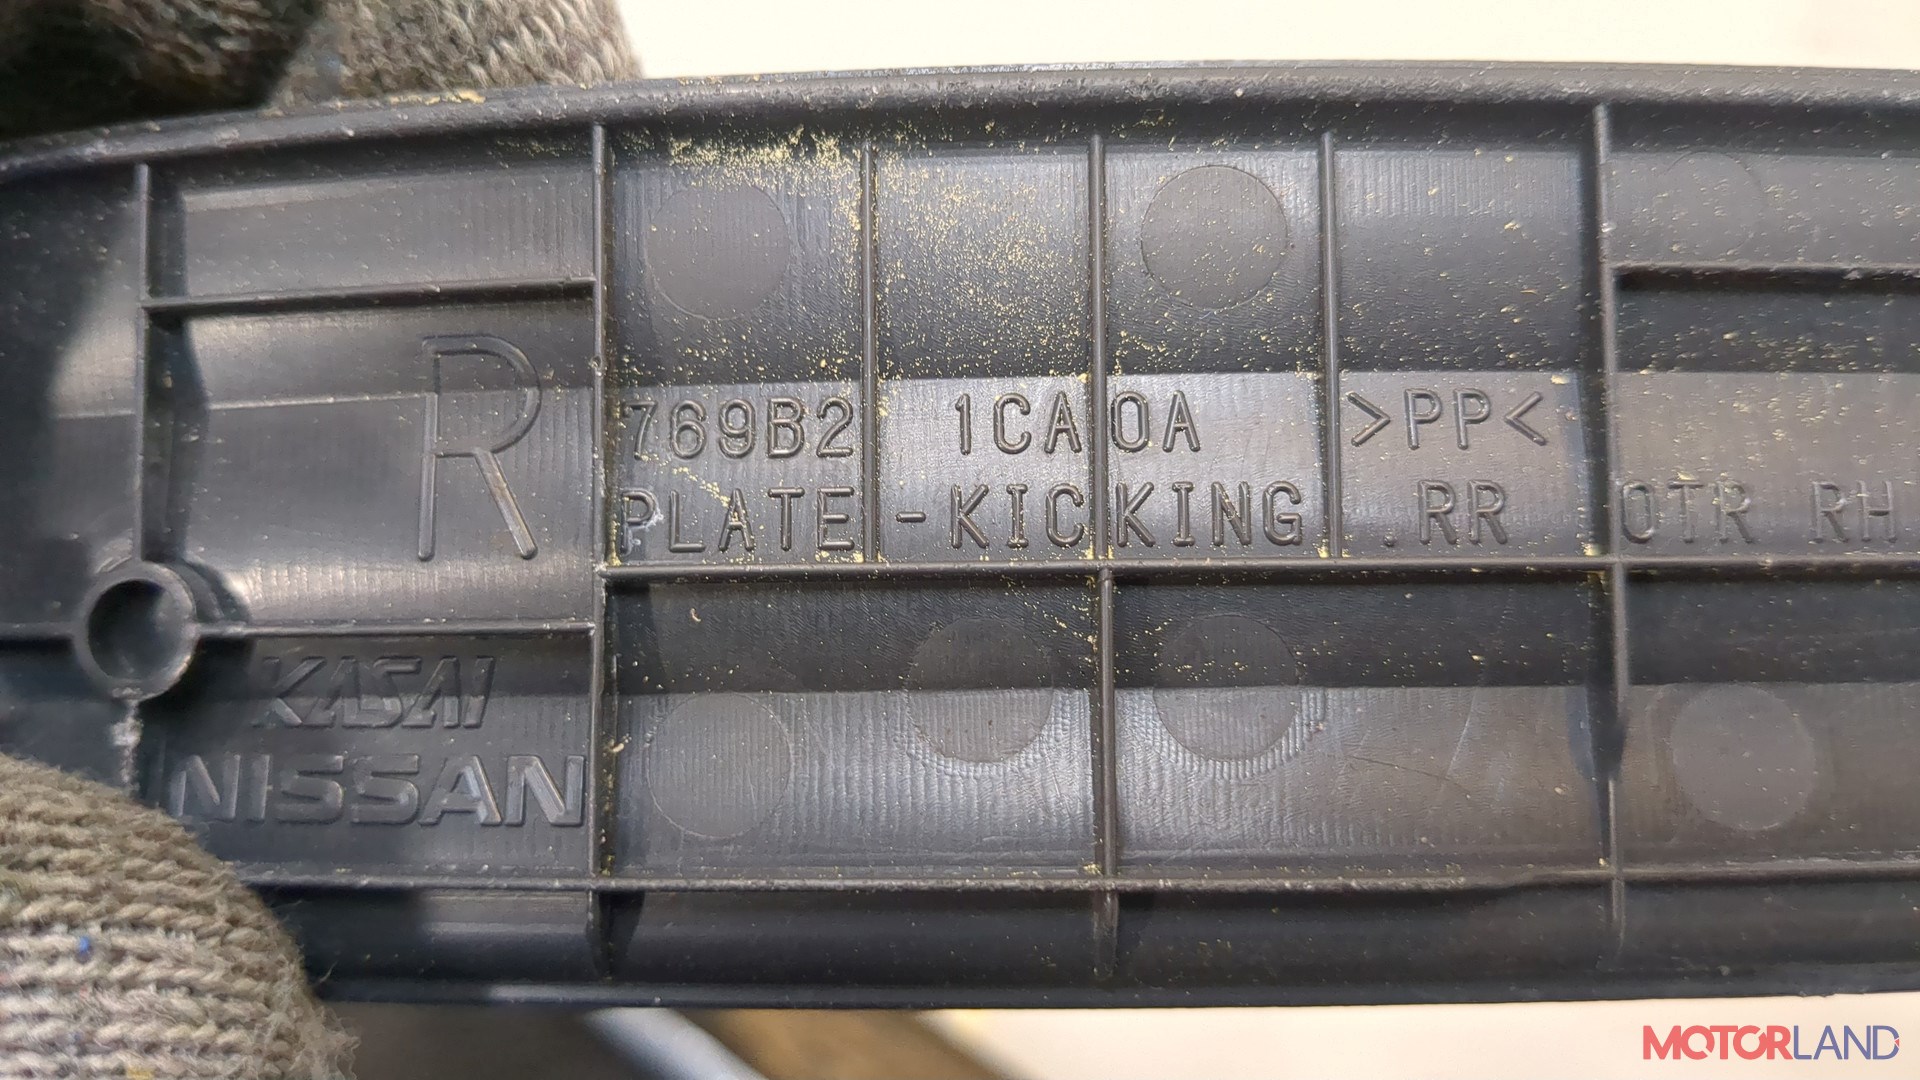 R
769B2 1CA0A >PP<
PLATE-KICKING.RR OTR RH
KASAI
NISSAN
MOTORLAND